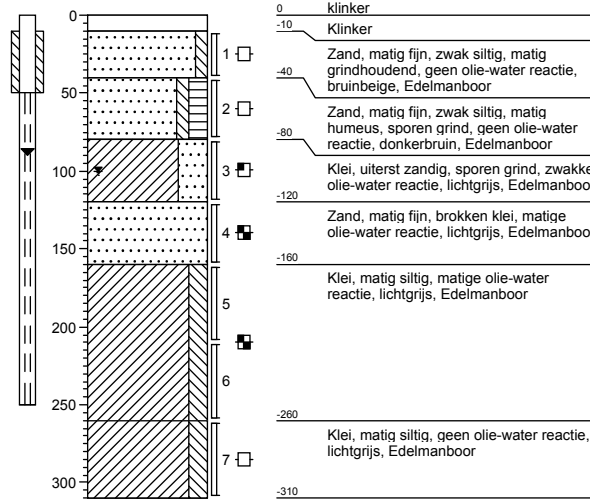 0
50
100
150
200
250
300
1
2
3
4
5
6
7
0
klinker
-10
Klinker
Zand, matig fijn, zwak siltig, matig
grindhoudend, geen olie-water reactie,
bruinbeige, Edelmanboor
-40
Zand, matig fijn, zwak siltig, matig
humeus, sporen grind, geen olie-water
reactie, donkerbruin, Edelmanboor
-80
Klei, uiterst zandig, sporen grind, zwakke
olie-water reactie, lichtgrijs, Edelmanboo
-120
Zand, matig fijn, brokken klei, matige
olie-water reactie, lichtgrijs, Edelmanboo
-160
Klei, matig siltig, matige olie-water
reactie, lichtgrijs, Edelmanboor
-260
Klei, matig siltig, geen olie-water reactie,
lichtgrijs, Edelmanboor
-310